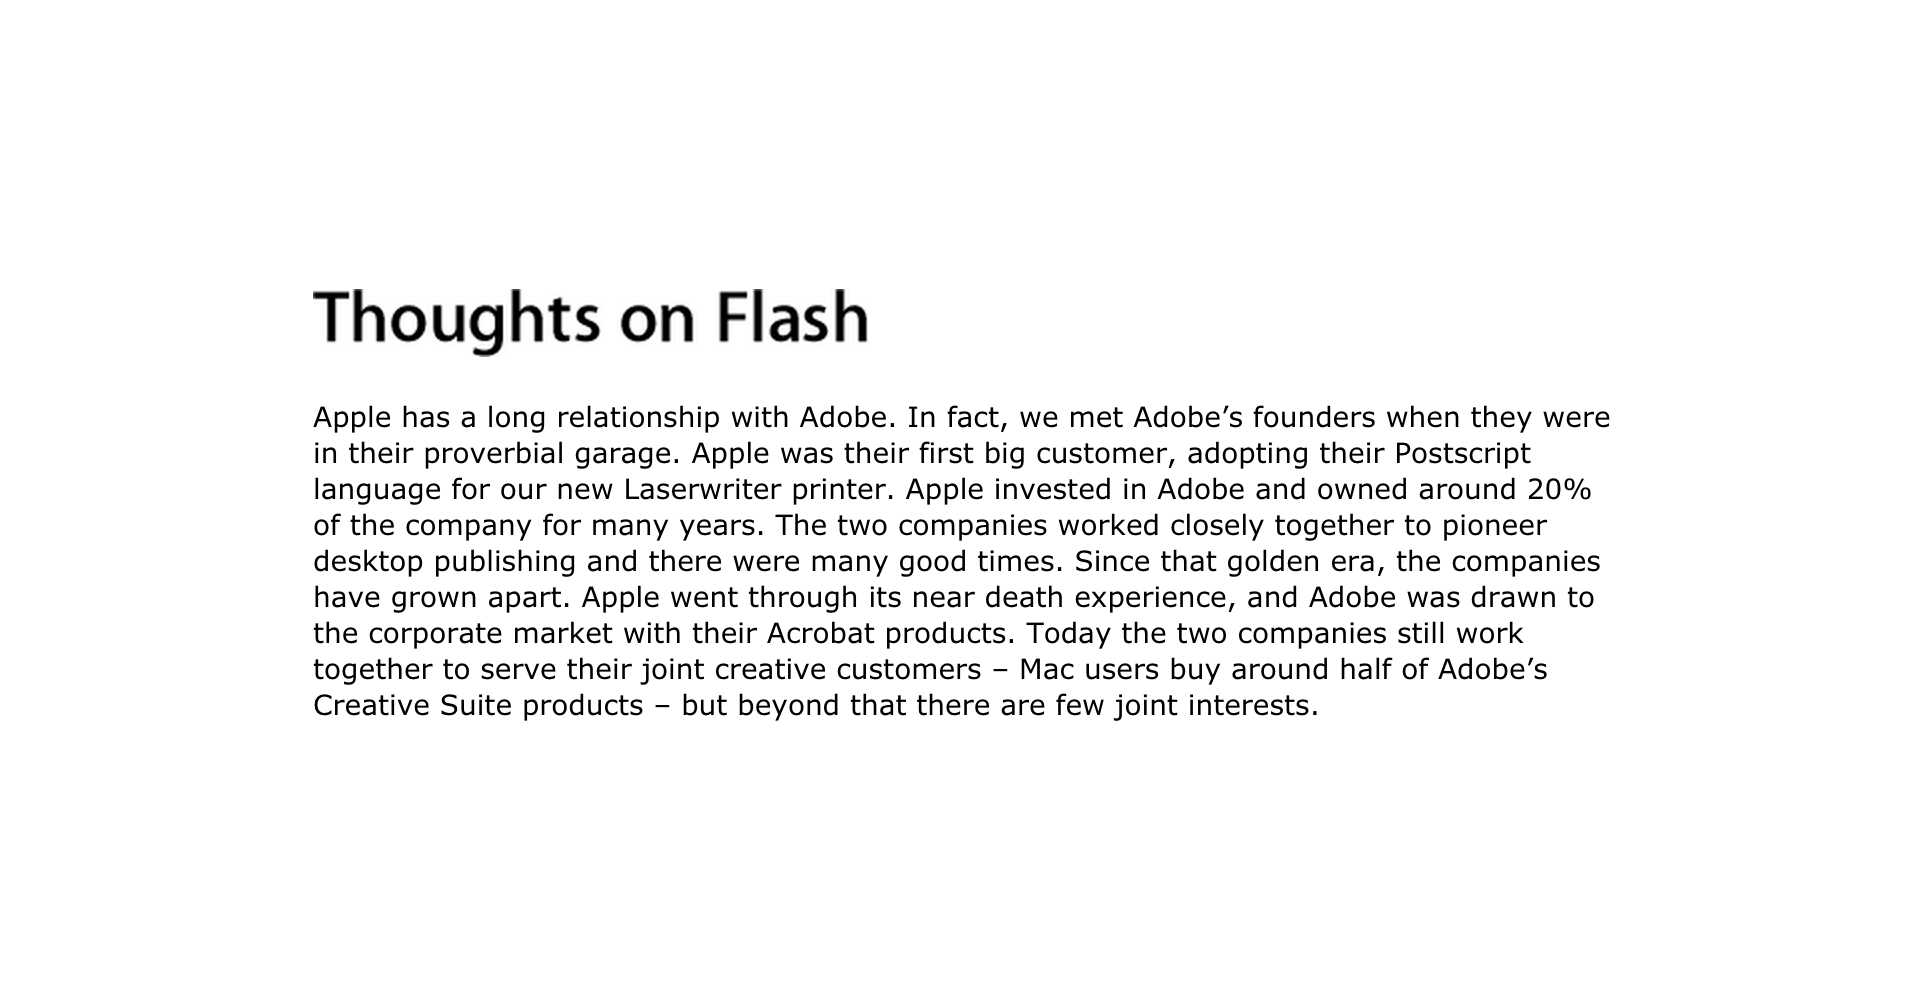 Thoughts on Flash
Apple has a long relationship with Adobe. In fact, we met Adobe’s founders when they were
in their proverbial garage. Apple was their first big customer, adopting their Postscript
language for our new Laserwriter printer. Apple invested in Adobe and owned around 20%
of the company for many years. The two companies worked closely together to pioneer
desktop publishing and there were many good times. Since that golden era, the companies
have grown apart. Apple went through its near death experience, and Adobe was drawn to
the corporate market with their Acrobat products. Today the two companies still work
together to serve their joint creative customers – Mac users buy around half of Adobe’s
Creative Suite products – but beyond that there are few joint interests.